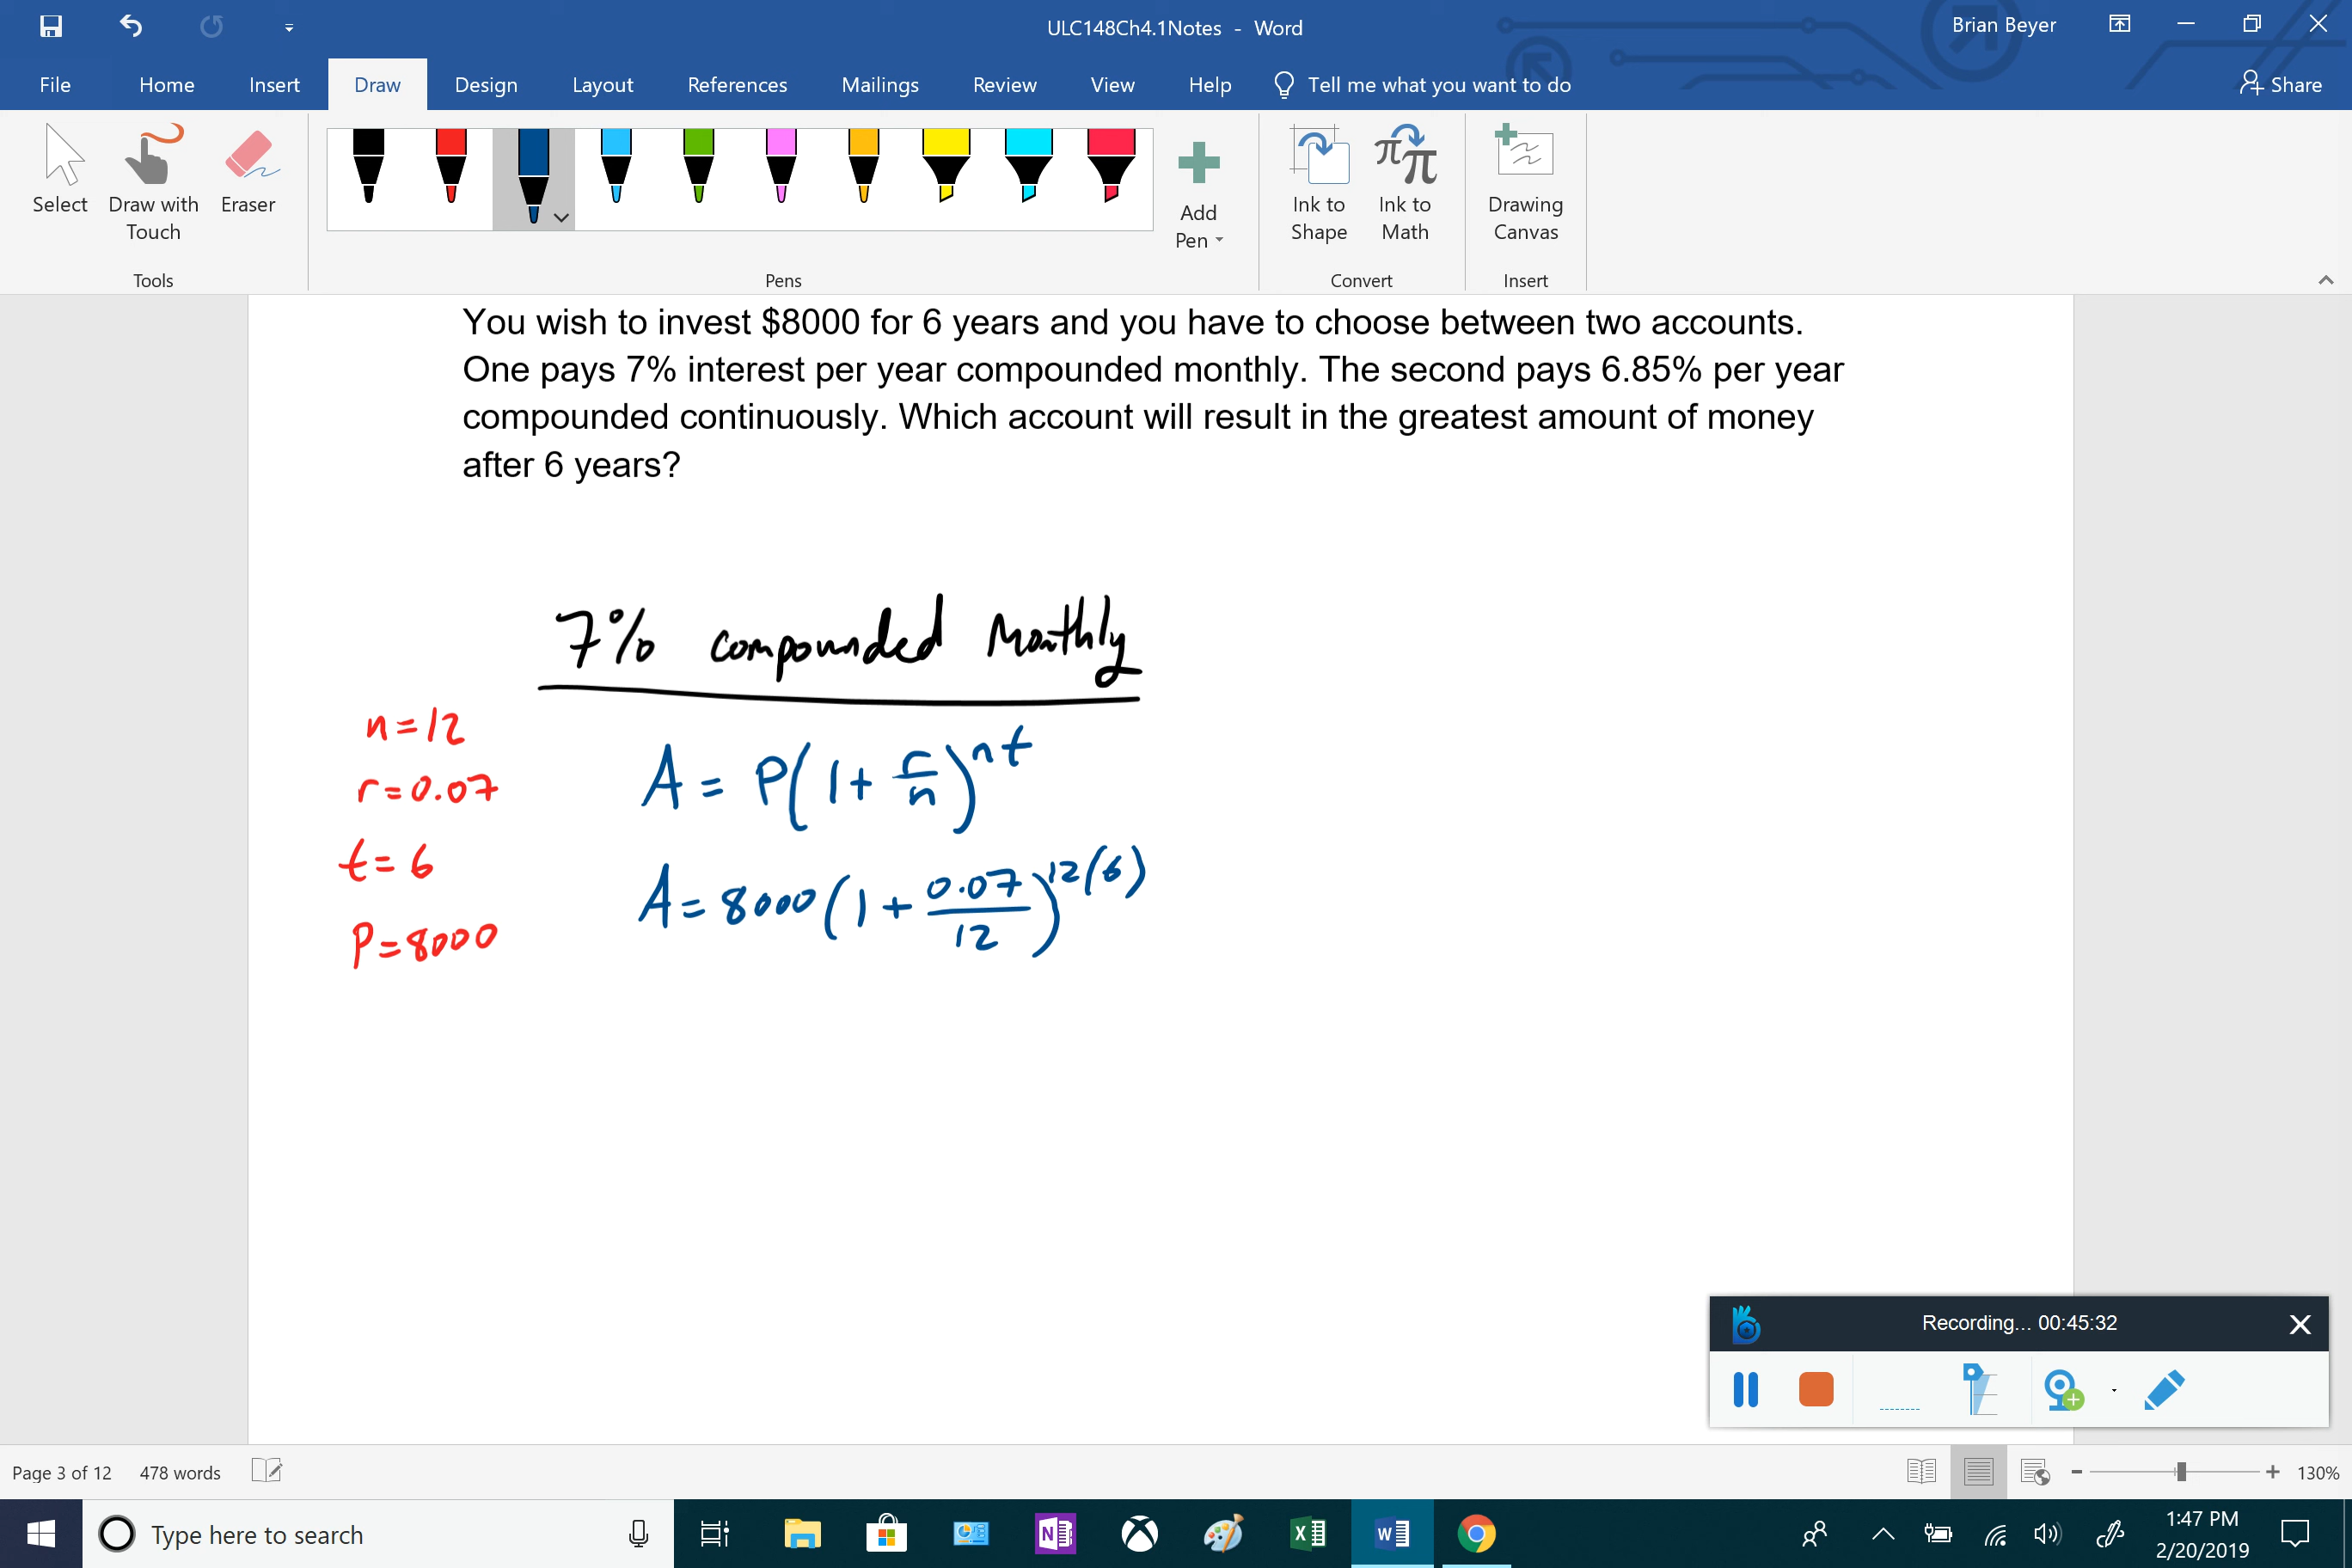 ULC148Ch4.1Notes - Word
Brian Beyer
File Home Insert Draw Design Layout References Mailings Review View Help Tell me what you want to do Share
Select
Draw with
Touch
Eraser
Tools
Pens
Add
Pen
Ink to
Shape
Ink to
Math
Convert
Drawing
Canvas
Insert
You wish to invest $8000 for 6 years and you have to choose between two accounts.
One pays 7% interest per year compounded monthly. The second pays 6.85% per year
compounded continuously. Which account will result in the greatest amount of money
after 6 years?
7% compounded Monthly
n=12
r=0.07
t=6
P=8000
A = P(1 + r/n)^nt
A = 8000(1 + 0.07/12)^12(6)
Recording... 00:45:32
Page 3 of 12 478 words
130%
Type here to search
1:47 PM
2/20/2019